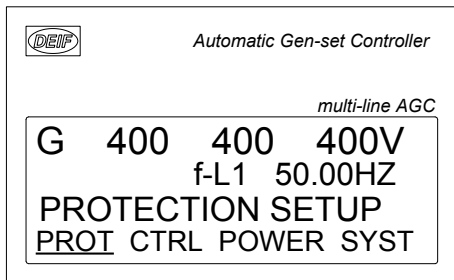 DEIF
Automatic Gen-set Controller
multi-line AGC
G 400 400 400V
f-L1 50.00HZ
PROTECTION SETUP
PROT CTRL POWER SYST